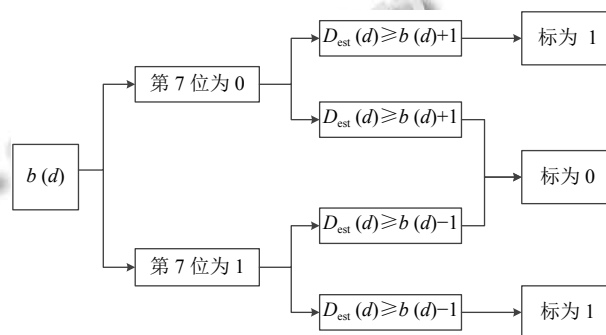 D_est (d)≥b (d)+1
标为 1
第 7 位为 0
D_est (d)≥b (d)+1
b (d)
标为 0
D_est (d)≥b (d)−1
第 7 位为 1
D_est (d)≥b (d)−1
标为 1